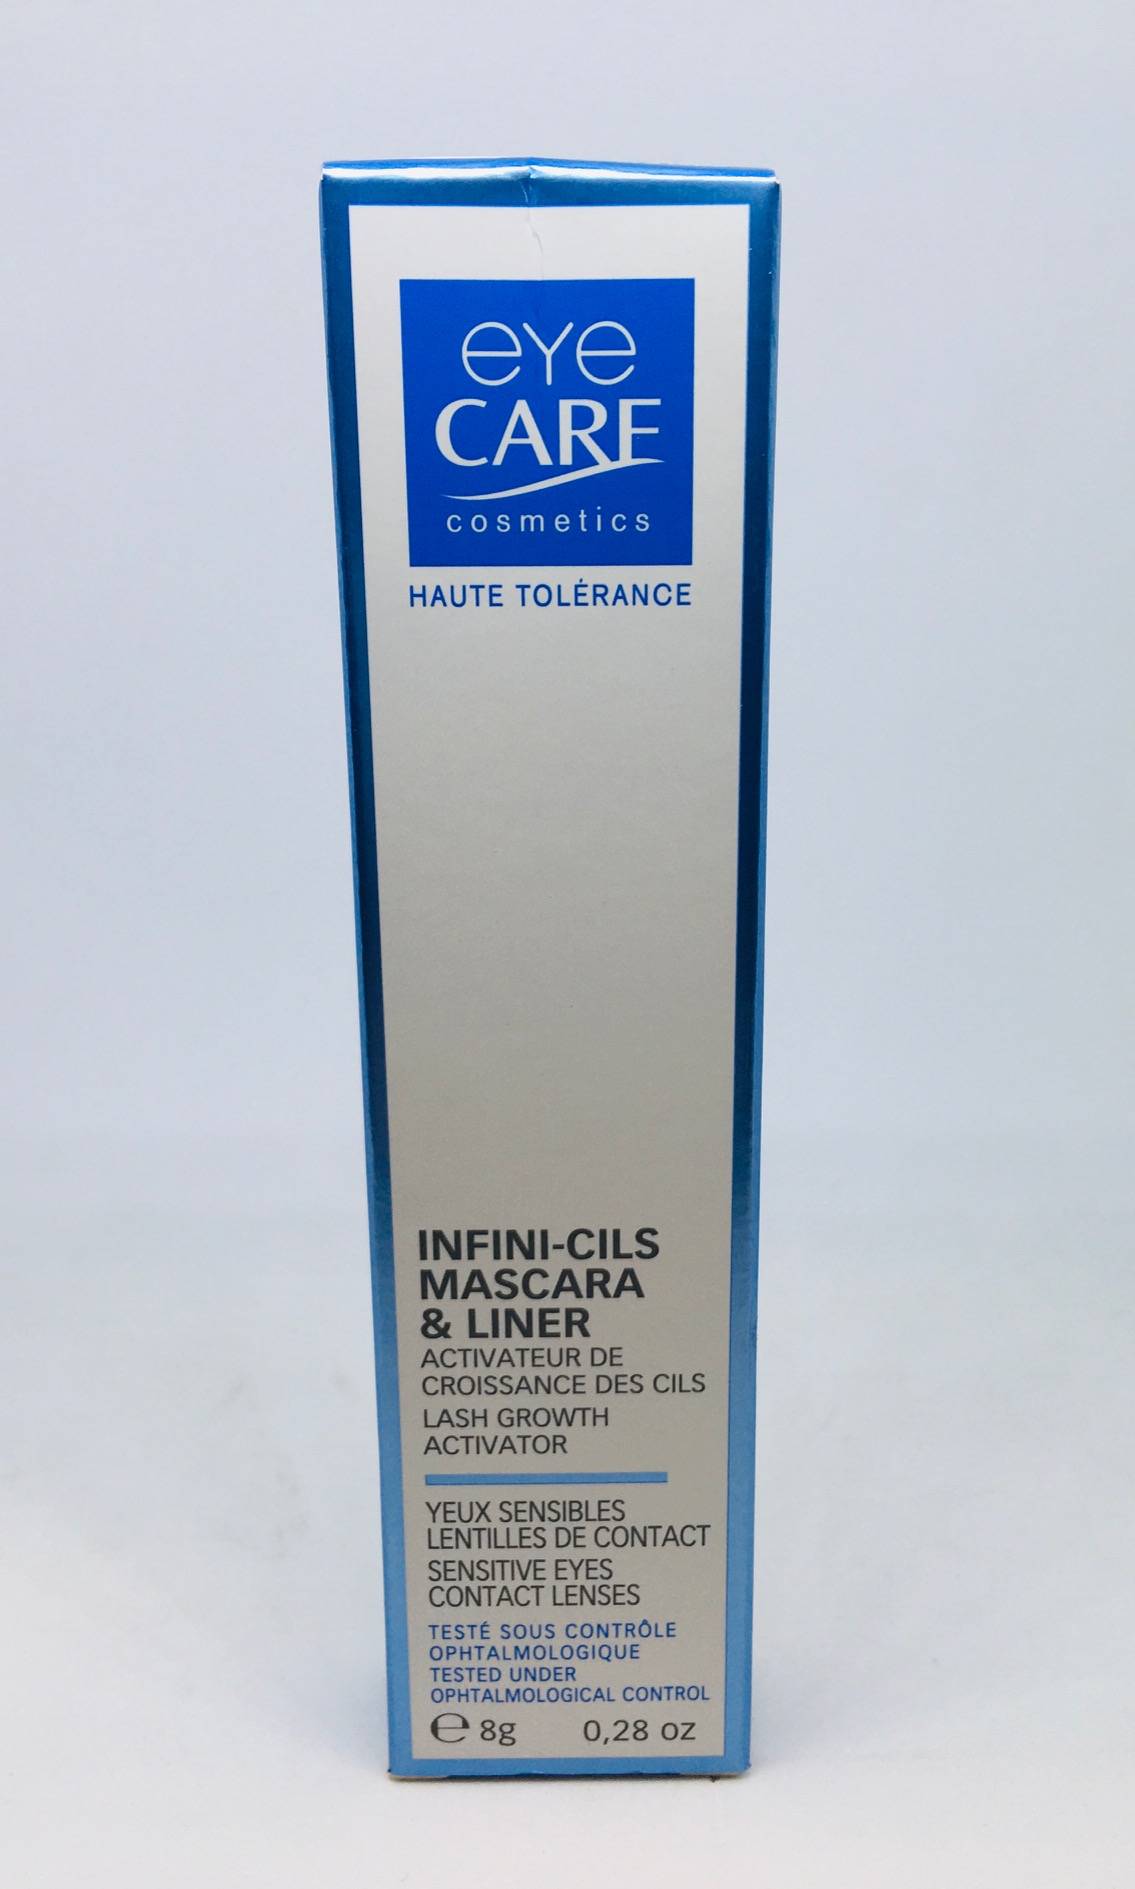 eye
CARE
cosmetics
HAUTE TOLÉRANCE
INFINI-CILS
MASCARA
& LINER
ACTIVATEUR DE
CROISSANCE DES CILS
LASH GROWTH
ACTIVATOR
YEUX SENSIBLES
LENTILLES DE CONTACT
SENSITIVE EYES
CONTACT LENSES
TESTÉ SOUS CONTRÔLE
OPHTALMOLOGIQUE
TESTED UNDER
OPHTALMOLOGICAL CONTROL
℮ 8g 0,28 oz